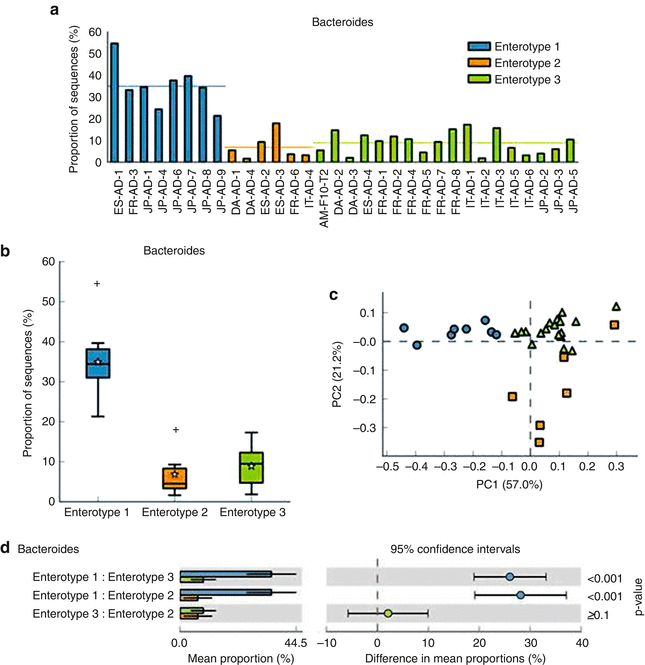 a
Bacteroides
Proportion of sequences (%)
60
50
40
30
20
10
0
Enterotype 1
Enterotype 2
Enterotype 3
ES-AD-1
FR-AD-3
JP-AD-1
JP-AD-4
JP-AD-6
JP-AD-7
JP-AD-8
JP-AD-9
DA-AD-1
DA-AD-4
ES-AD-2
ES-AD-3
FR-AD-6
IT-AD-4
AM-F10-T2
DA-AD-2
DA-AD-3
ES-AD-4
FR-AD-1
FR-AD-2
FR-AD-4
FR-AD-5
FR-AD-7
FR-AD-8
IT-AD-1
IT-AD-2
IT-AD-3
IT-AD-5
IT-AD-6
JP-AD-2
JP-AD-3
JP-AD-5
b
Bacteroides
Proportion of sequences (%)
60
50
40
30
20
10
0
Enterotype 1 Enterotype 2 Enterotype 3
c
PC2 (21.2%)
0.1
−0.0
−0.1
−0.2
−0.3
−0.5 −0.4 −0.3 −0.2 −0.1 0.0 0.1 0.2 0.3
PC1 (57.0%)
d Bacteroides
95% confidence intervals
Enterotype 1 : Enterotype 3 <0.001
Enterotype 1 : Enterotype 2 <0.001
Enterotype 3 : Enterotype 2 ≥0.1
p-value
0.0 44.5
Mean proportion (%)
−10 0 10 20 30 40
Difference in mean proportions (%)